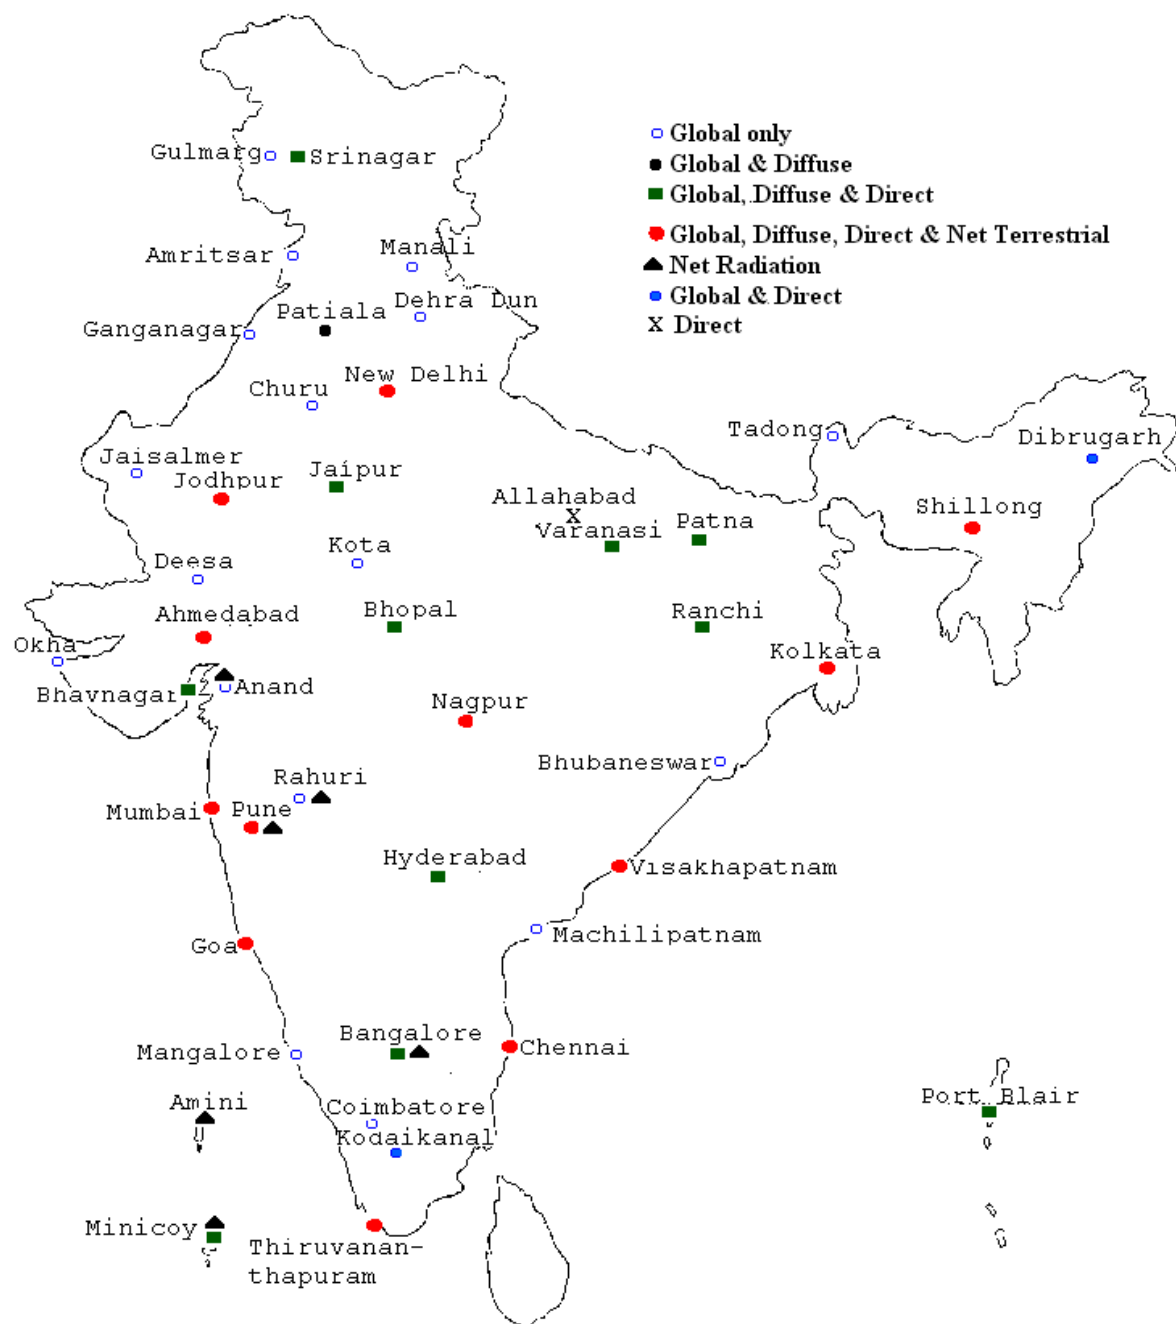 Global only
Global & Diffuse
Global, Diffuse & Direct
Global, Diffuse, Direct & Net Terrestrial
Net Radiation
Global & Direct
X Direct
Gulmarg
Srinagar
Amritsar
Manali
Dehra Dun
Patiala
Ganganagar
New Delhi
Churu
Tadong
Dibrugarh
Jaisalmer
Jodhpur
Jaipur
Allahabad
X
Varanasi
Patna
Shillong
Kota
Deesa
Ahmedabad
Bhopal
Ranchi
Okha
Kolkata
Bhavnagar
Anand
Nagpur
Bhubaneswar
Rahuri
Mumbai
Pune
Hyderabad
Visakhapatnam
Machilipatnam
Goa
Bangalore
Chennai
Mangalore
Amini
Coimbatore
Port Blair
Kodaikanal
Minicoy
Thiruvanan-
thapuram